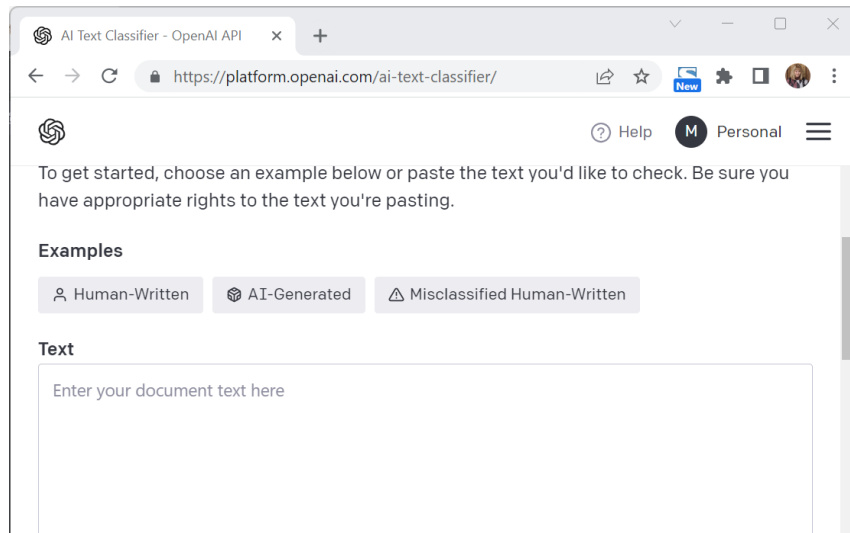 AI Text Classifier - OpenAI API
https://platform.openai.com/ai-text-classifier/
New
Help
M
Personal
To get started, choose an example below or paste the text you'd like to check. Be sure you
have appropriate rights to the text you're pasting.
Examples
Human-Written
AI-Generated
Misclassified Human-Written
Text
Enter your document text here